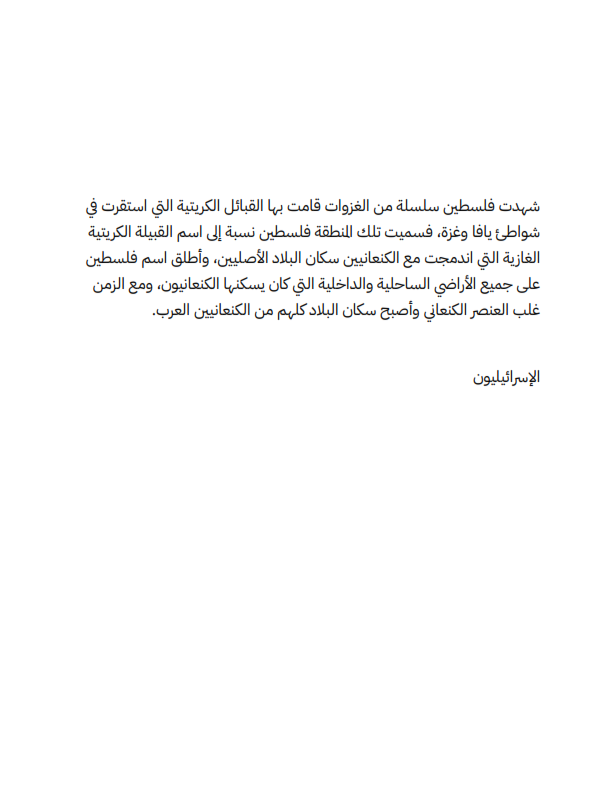 شهدت فلسطين سلسلة من الغزوات قامت بها القبائل الكريتية التي استقرت في
شواطئ يافا وغزة، فسميت تلك المنطقة فلسطين نسبة إلى اسم القبيلة الكريتية
الغازية التي اندمجت مع الكنعانيين سكان البلاد الأصليين، وأطلق اسم فلسطين
على جميع الأراضي الساحلية والداخلية التي كان يسكنها الكنعانيون، ومع الزمن
غلب العنصر الكنعاني وأصبح سكان البلاد كلهم من الكنعانيين العرب.
الإسرائيليون